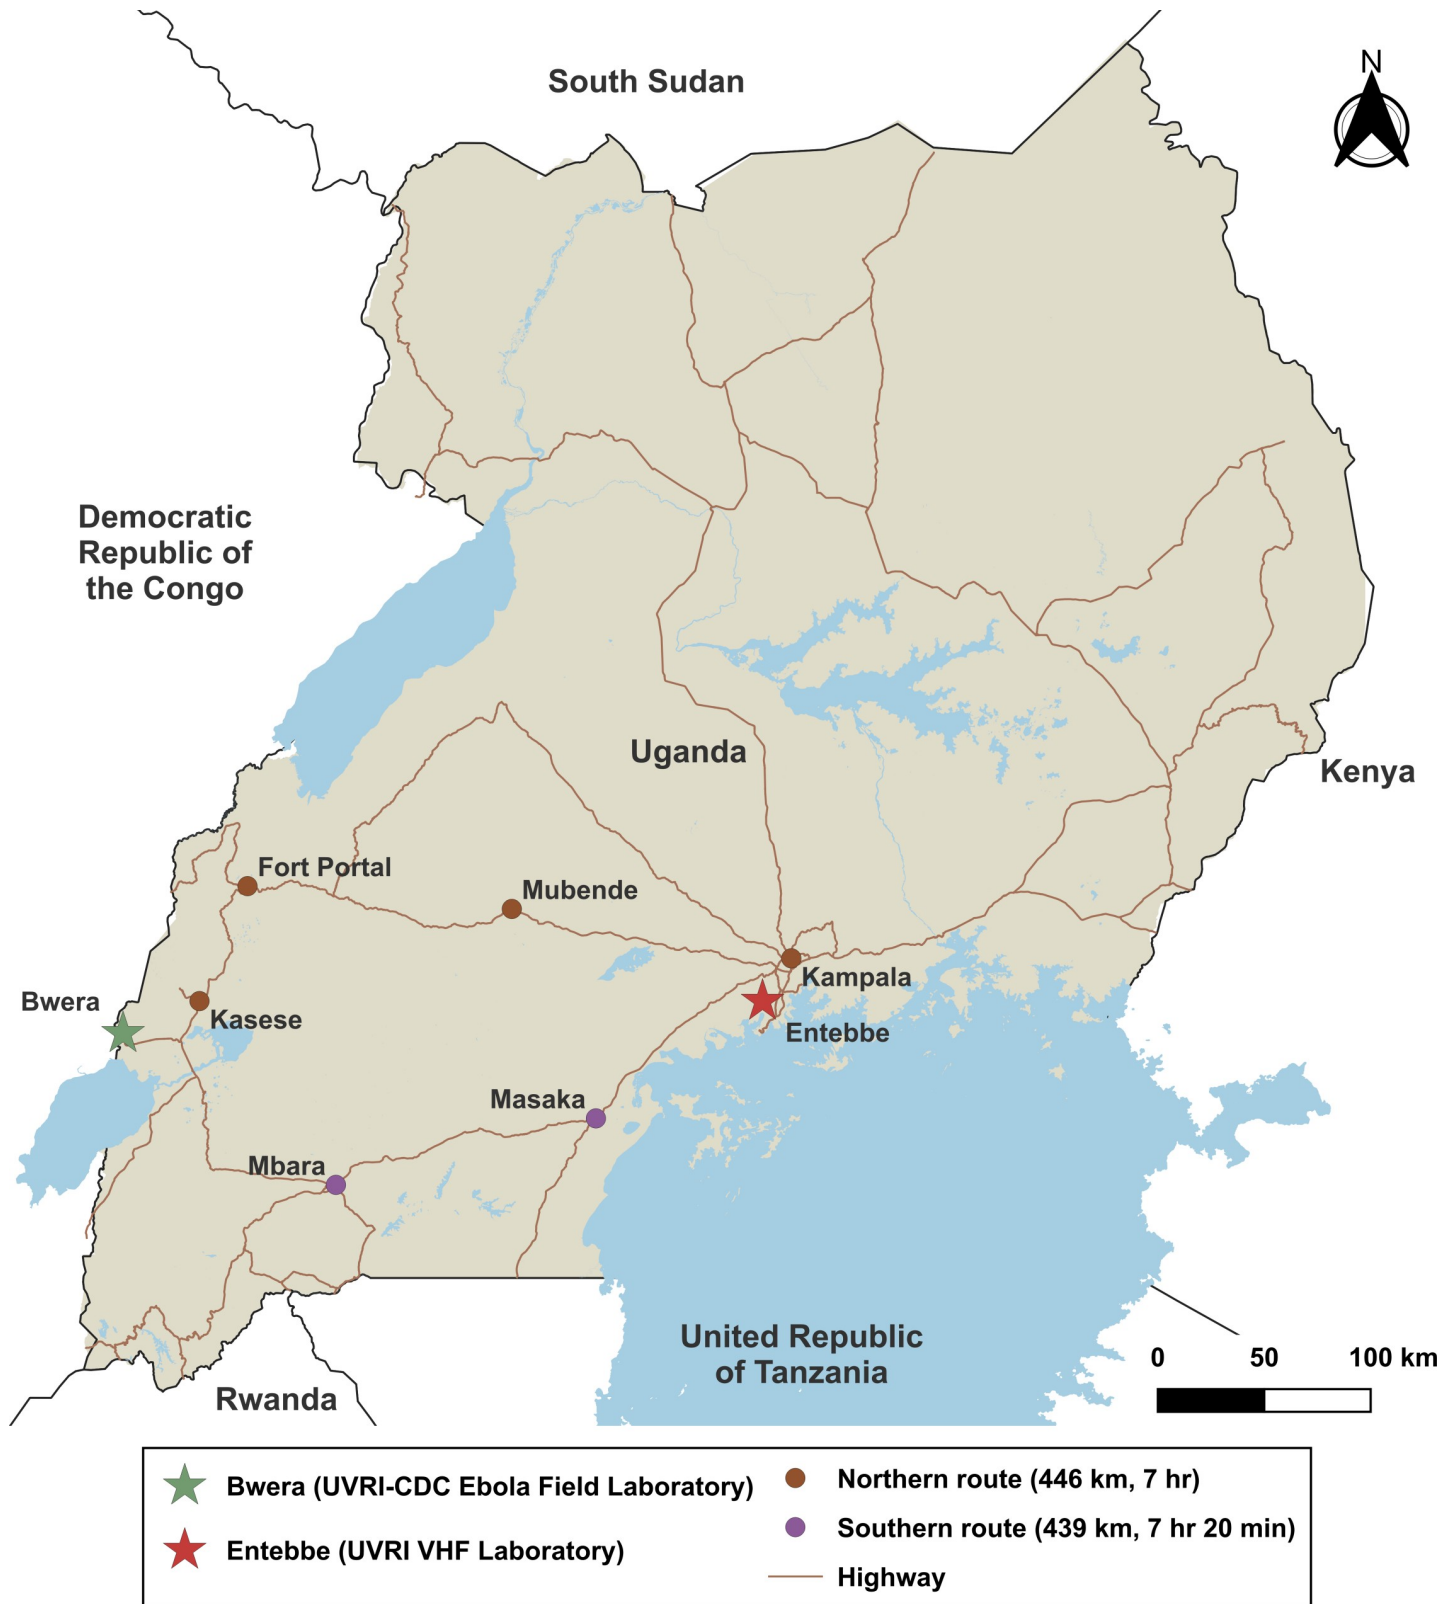 N
South Sudan
Democratic
Republic of
the Congo
Uganda
Kenya
Fort Portal
Mubende
Kampala
Bwera
Kasese
Entebbe
Masaka
Mbara
United Republic
of Tanzania
Rwanda
0 50 100 km
Bwera (UVRI-CDC Ebola Field Laboratory)
Entebbe (UVRI VHF Laboratory)
Northern route (446 km, 7 hr)
Southern route (439 km, 7 hr 20 min)
Highway